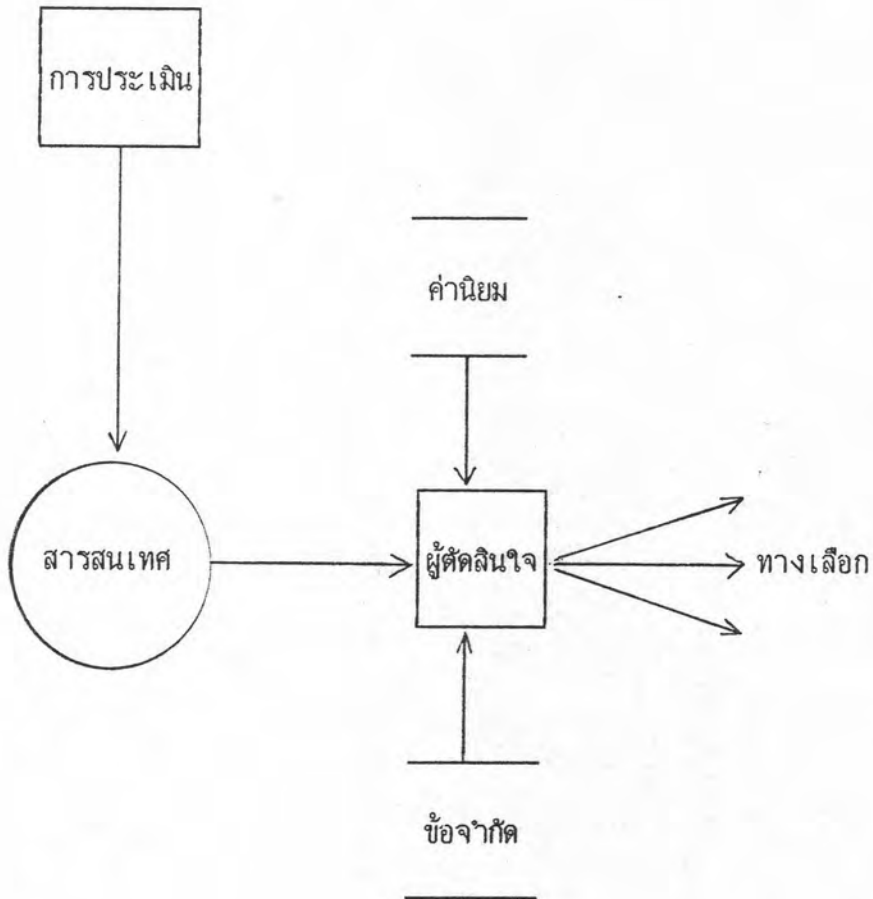 การประเมิน
ค่านิยม
สารสนเทศ
ผู้ตัดสินใจ
ทางเลือก
ข้อจำกัด